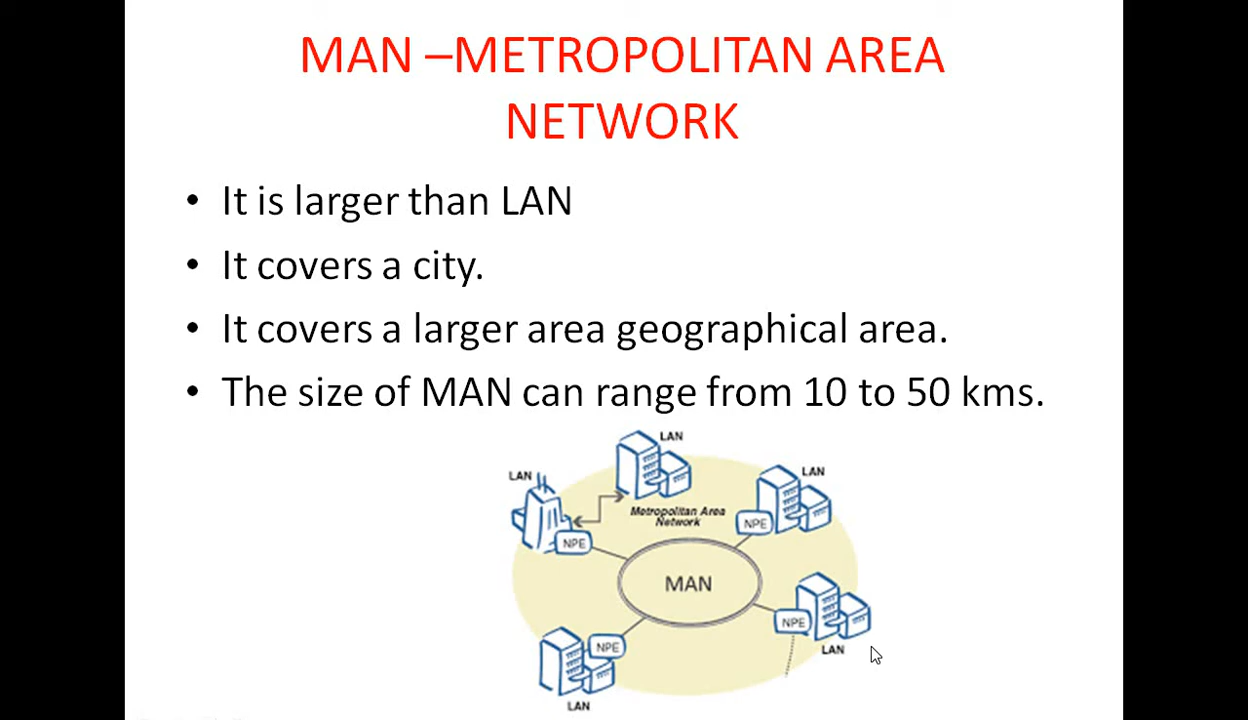 MAN –METROPOLITAN AREA
NETWORK
• It is larger than LAN
• It covers a city.
• It covers a larger area geographical area.
• The size of MAN can range from 10 to 50 kms.
LAN
LAN
LAN
Metropolitan Area
Network
NPE
NPE
MAN
NPE
NPE
LAN
LAN